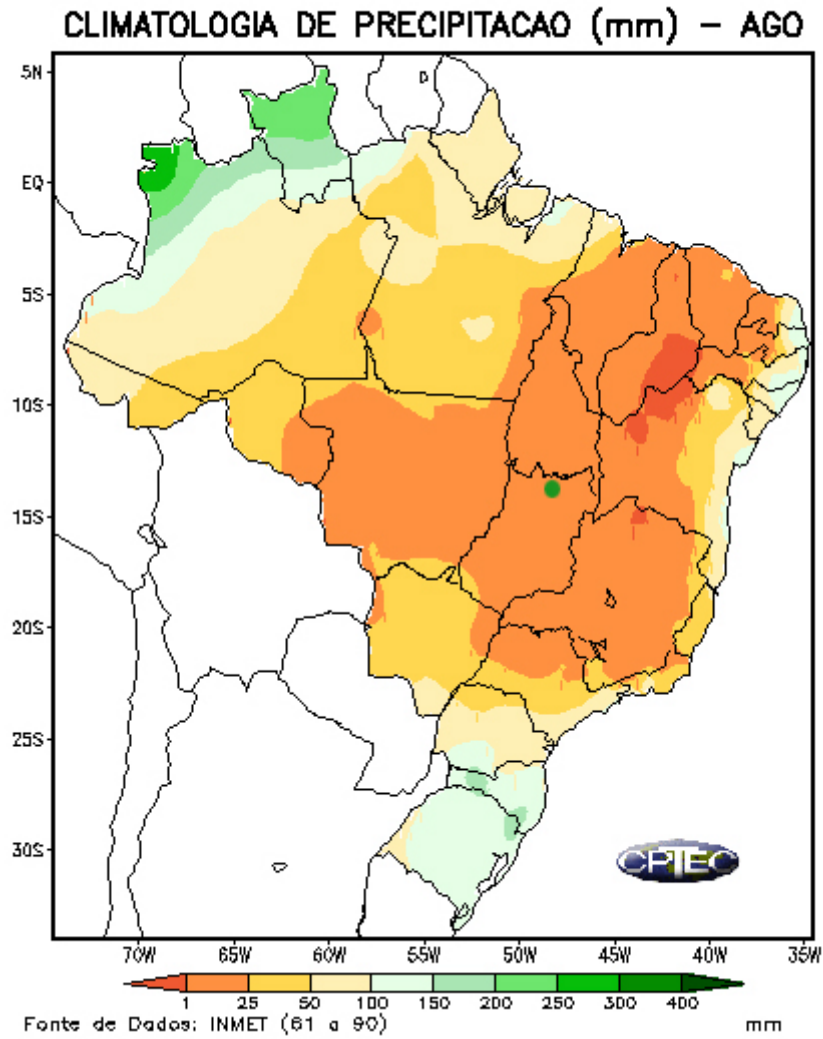 CLIMATOLOGIA DE PRECIPITACAO (mm) – AGO
5N
EQ
5S
10S
15S
20S
25S
30S
CPTEC
70W 65W 60W 55W 50W 45W 40W 35W
1 25 50 100 150 200 250 300 400
Fonte de Dados: INMET (61 a 90) mm